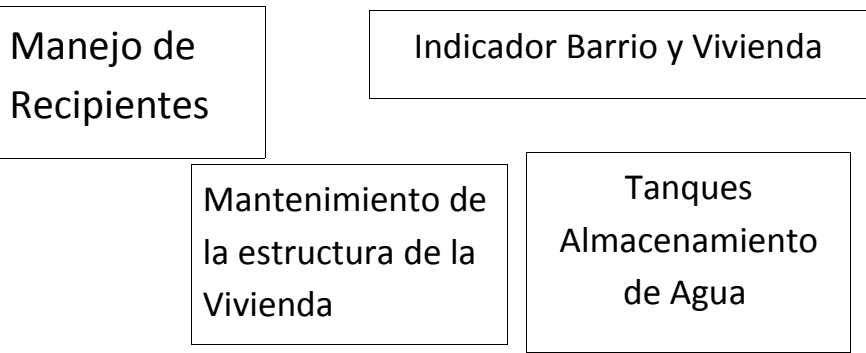 Manejo de
Recipientes
Indicador Barrio y Vivienda
Mantenimiento de
la estructura de la
Vivienda
Tanques
Almacenamiento
de Agua